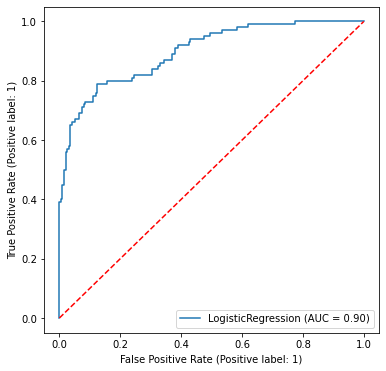 True Positive Rate (Positive label: 1)
1.0
0.8
0.6
0.4
0.2
0.0
LogisticRegression (AUC = 0.90)
0.0 0.2 0.4 0.6 0.8 1.0
False Positive Rate (Positive label: 1)